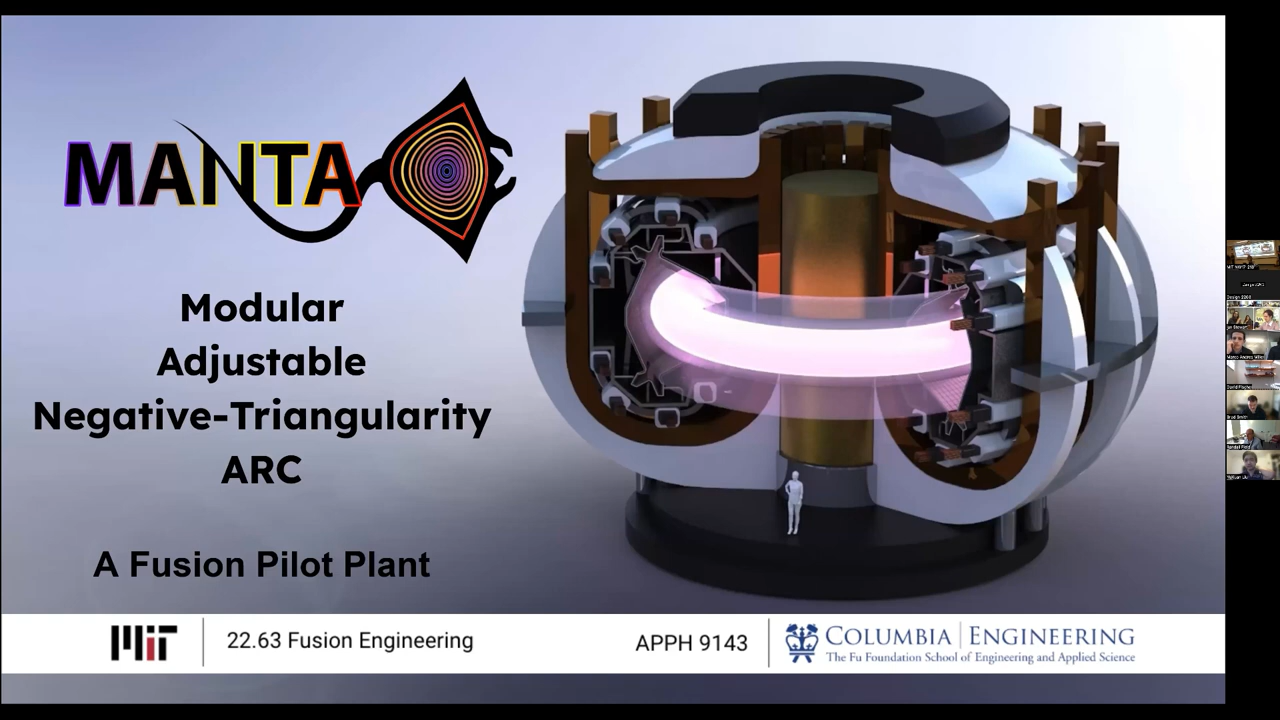 MANTA
Modular
Adjustable
Negative-Triangularity
ARC
A Fusion Pilot Plant
MIT
22.63 Fusion Engineering
APPH 9143
COLUMBIA | ENGINEERING
The Fu Foundation School of Engineering and Applied Science